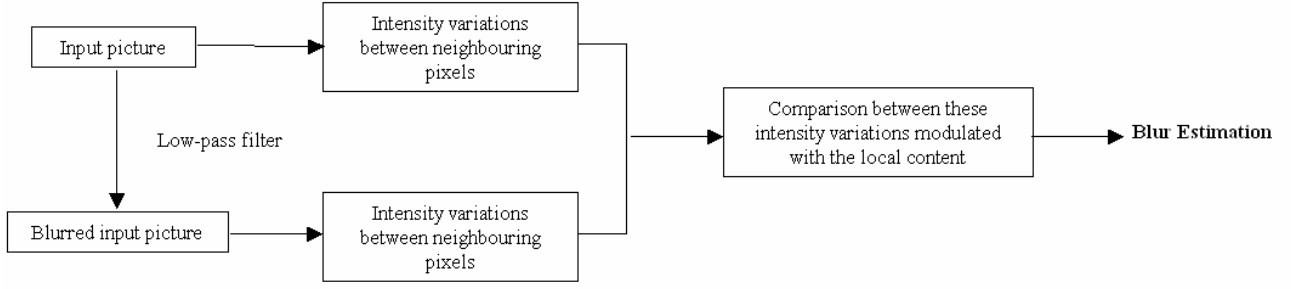 Input picture
Intensity variations
between neighbouring
pixels
Low-pass filter
Blurred input picture
Intensity variations
between neighbouring
pixels
Comparison between these
intensity variations modulated
with the local content
Blur Estimation